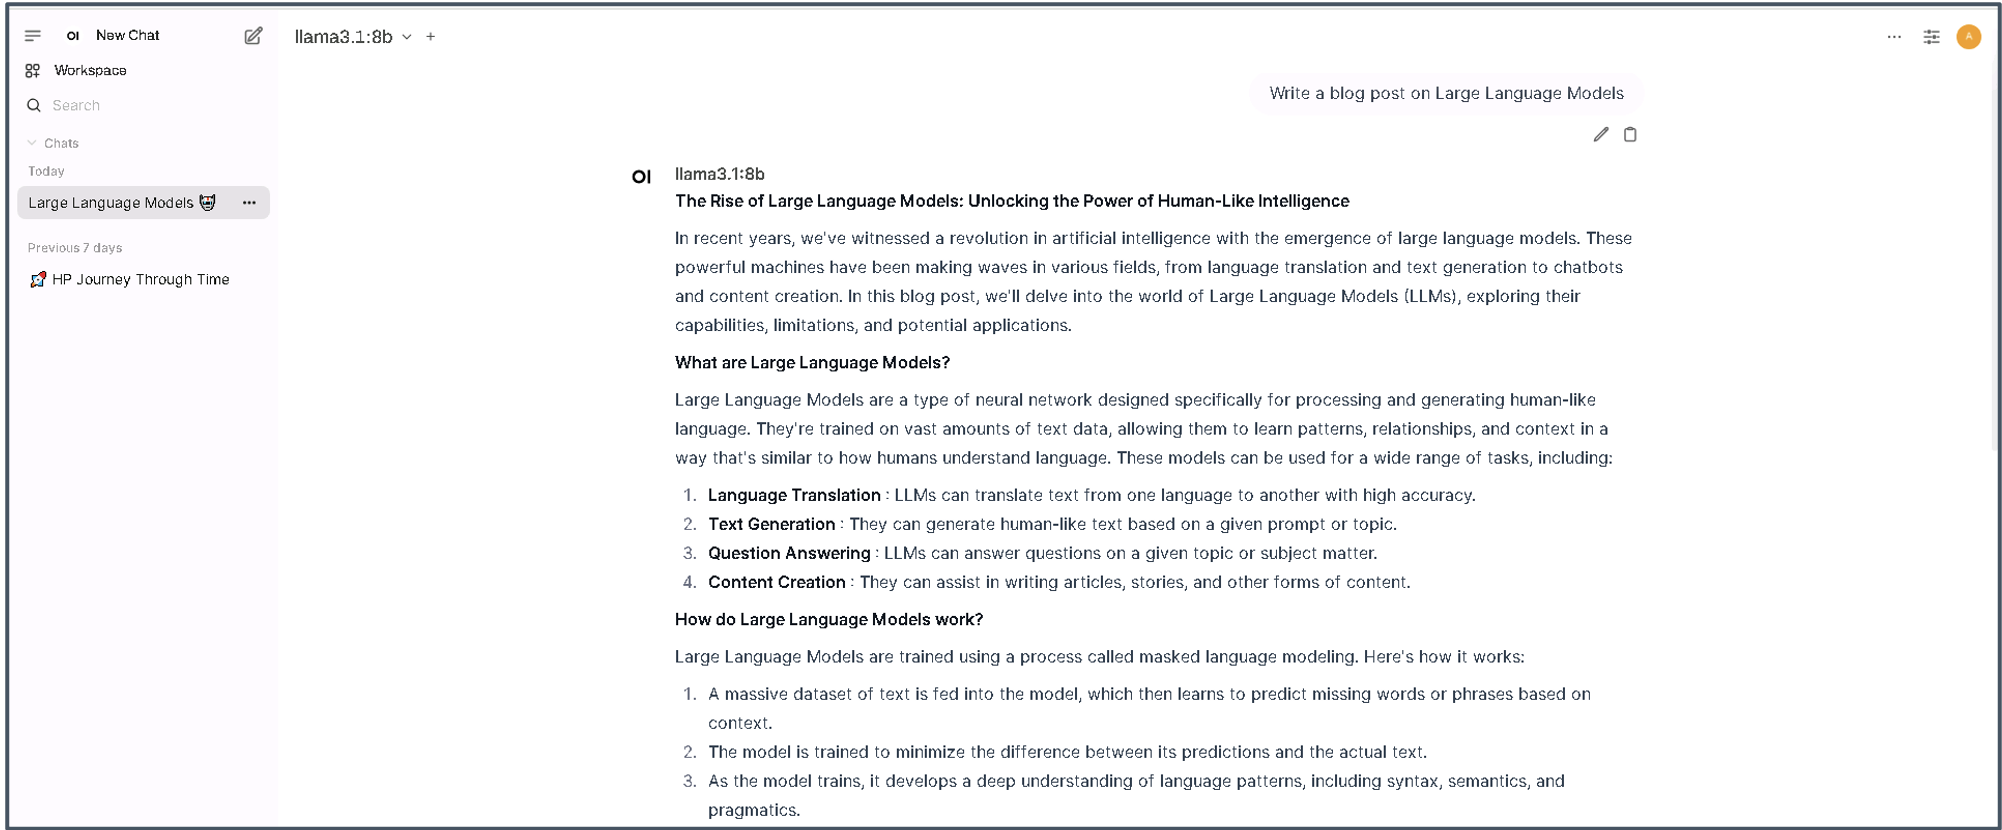 OI New Chat
Workspace
Search
Chats
Today
Large Language Models
Previous 7 days
HP Journey Through Time
llama3.1:8b
A
Write a blog post on Large Language Models
OI llama3.1:8b
The Rise of Large Language Models: Unlocking the Power of Human-Like Intelligence
In recent years, we've witnessed a revolution in artificial intelligence with the emergence of large language models. These
powerful machines have been making waves in various fields, from language translation and text generation to chatbots
and content creation. In this blog post, we'll delve into the world of Large Language Models (LLMs), exploring their
capabilities, limitations, and potential applications.
What are Large Language Models?
Large Language Models are a type of neural network designed specifically for processing and generating human-like
language. They're trained on vast amounts of text data, allowing them to learn patterns, relationships, and context in a
way that's similar to how humans understand language. These models can be used for a wide range of tasks, including:
1. Language Translation : LLMs can translate text from one language to another with high accuracy.
2. Text Generation : They can generate human-like text based on a given prompt or topic.
3. Question Answering : LLMs can answer questions on a given topic or subject matter.
4. Content Creation : They can assist in writing articles, stories, and other forms of content.
How do Large Language Models work?
Large Language Models are trained using a process called masked language modeling. Here's how it works:
1. A massive dataset of text is fed into the model, which then learns to predict missing words or phrases based on
context.
2. The model is trained to minimize the difference between its predictions and the actual text.
3. As the model trains, it develops a deep understanding of language patterns, including syntax, semantics, and
pragmatics.